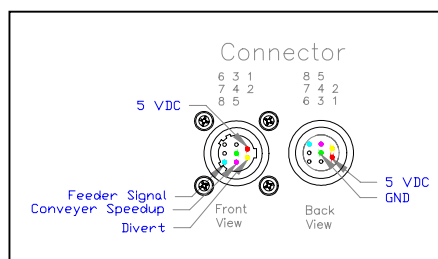 Connector
6 3 1
7 4 2
8 5
8 5
7 4 2
6 3 1
5 VDC
Feeder Signal
Conveyer Speedup
Divert
Front
View
Back
View
5 VDC
GND